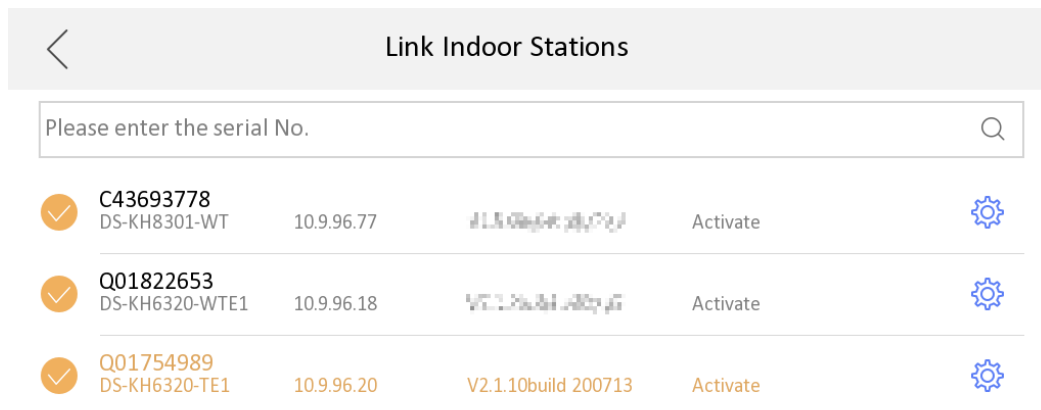 Link Indoor Stations
Please enter the serial No.
C43693778
DS-KH8301-WT 10.9.96.77 Activate
Q01822653
DS-KH6320-WTE1 10.9.96.18 Activate
Q01754989
DS-KH6320-TE1 10.9.96.20 V2.1.10build 200713 Activate